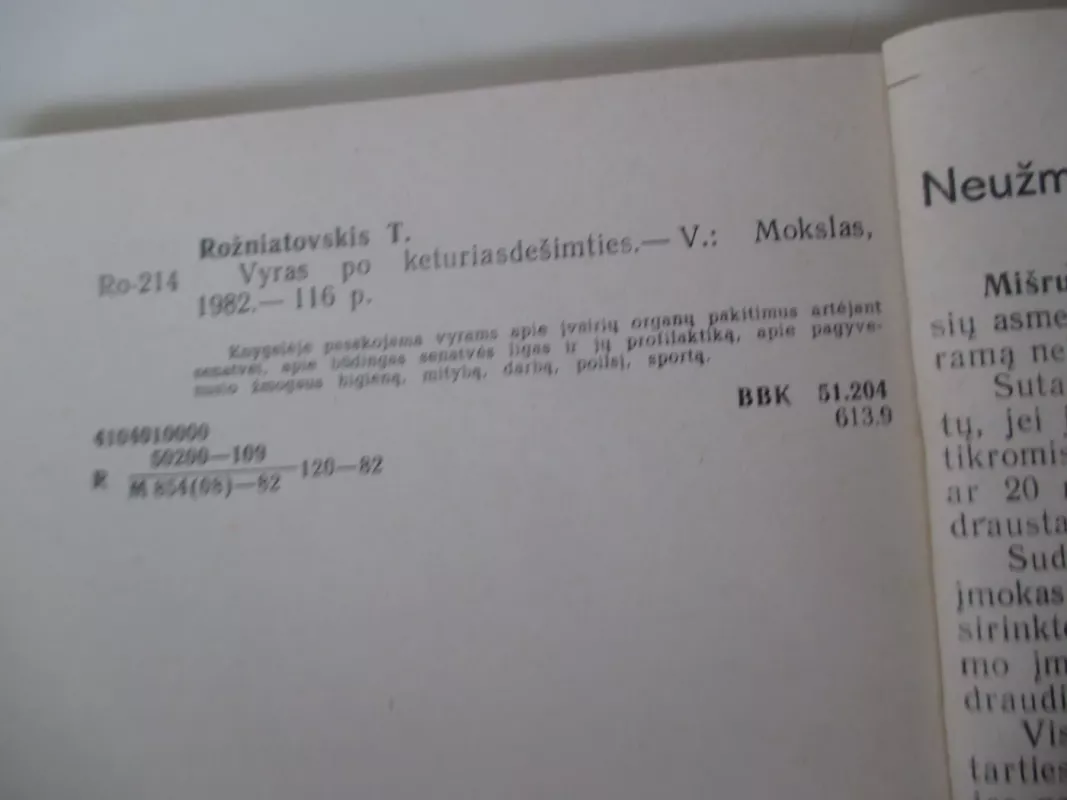 Rožniatovskis T.
Ro-214 Vyras po keturiasdešimties.— V.: Mokslas,
1982.— 116 p.
Knygelėje pasakojama vyrams apie įvairių organų pakitimus artėjant
senatvei, apie būdingas senatvės ligas ir jų profilaktiką, apie pagyve-
nusio žmogaus higieną, mitybą, darbą, poilsį, sportą.
BBK 51.204
613.9
4104010000
R 50200—109
M 854(08)—82 120—82
Neužm
Mišru
sių asme
ramą ne
Suta
tų, jei
tikromis
ar 20
drausta
Sud
įmokas
sirinkt
mo įm
draudi
Vis
tarties